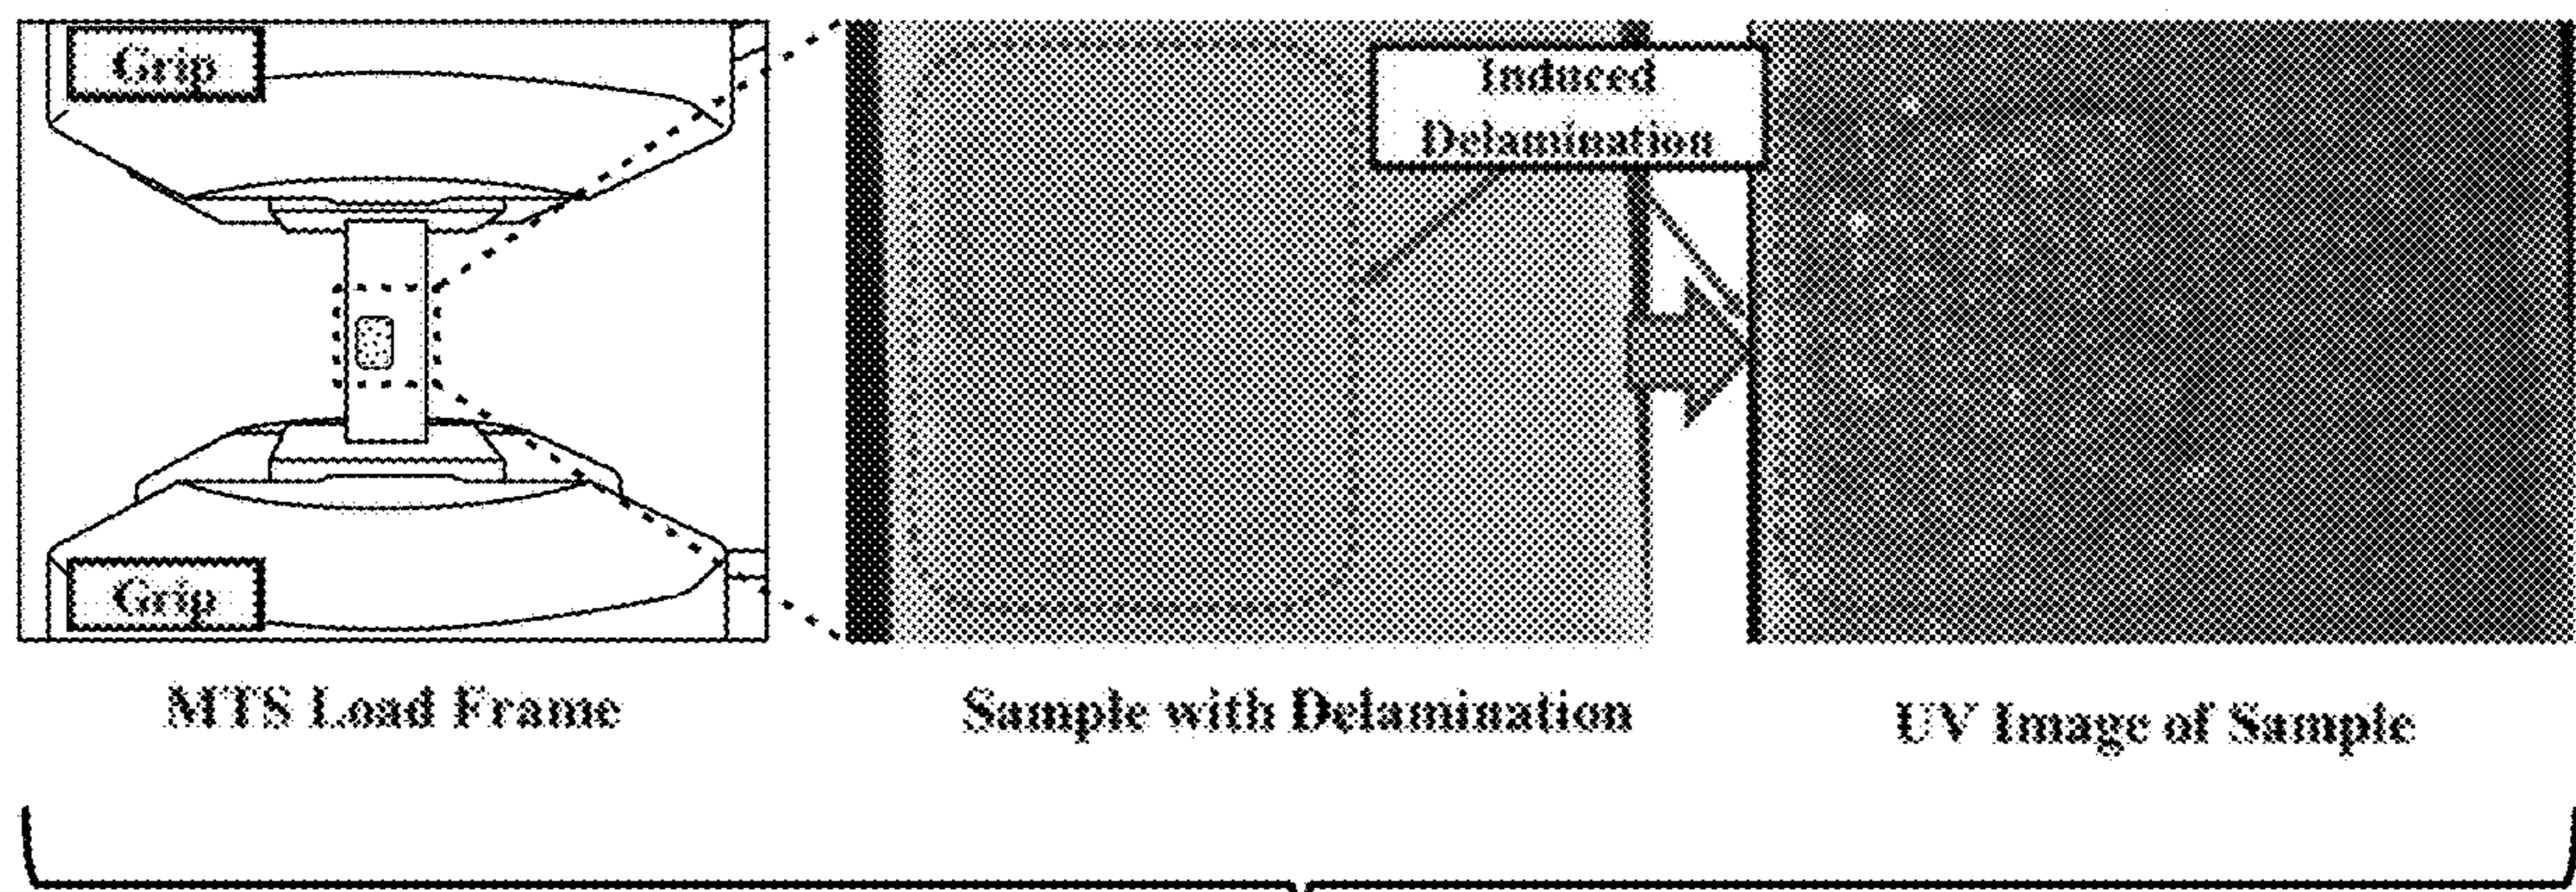 Grip
Induced
Delamination
Grip
MTS Load Frame
Sample with Delamination
UV Image of Sample